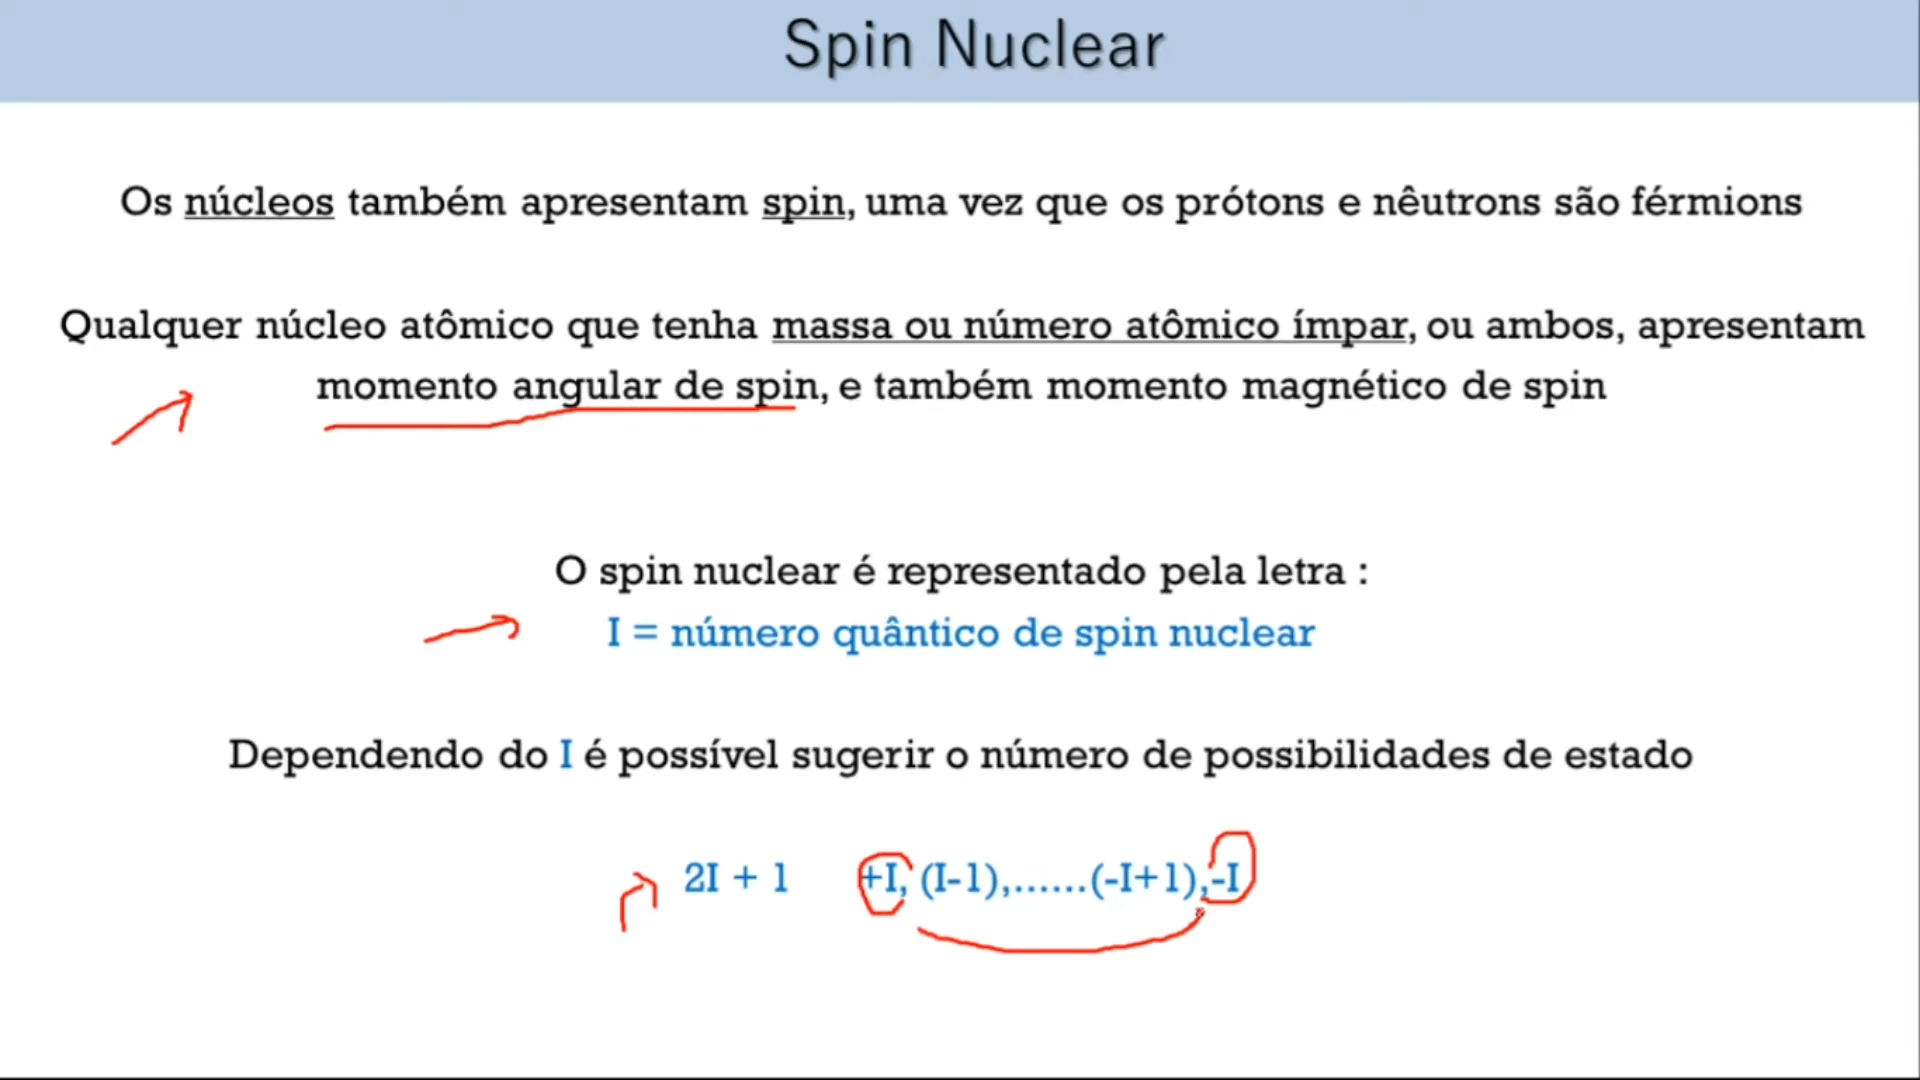 Spin Nuclear
Os núcleos também apresentam spin, uma vez que os prótons e nêutrons são férmions
Qualquer núcleo atômico que tenha massa ou número atômico ímpar, ou ambos, apresentam
momento angular de spin, e também momento magnético de spin
O spin nuclear é representado pela letra :
I = número quântico de spin nuclear
Dependendo do I é possível sugerir o número de possibilidades de estado
2I + 1 +I, (I-1),......(-I+1),-I